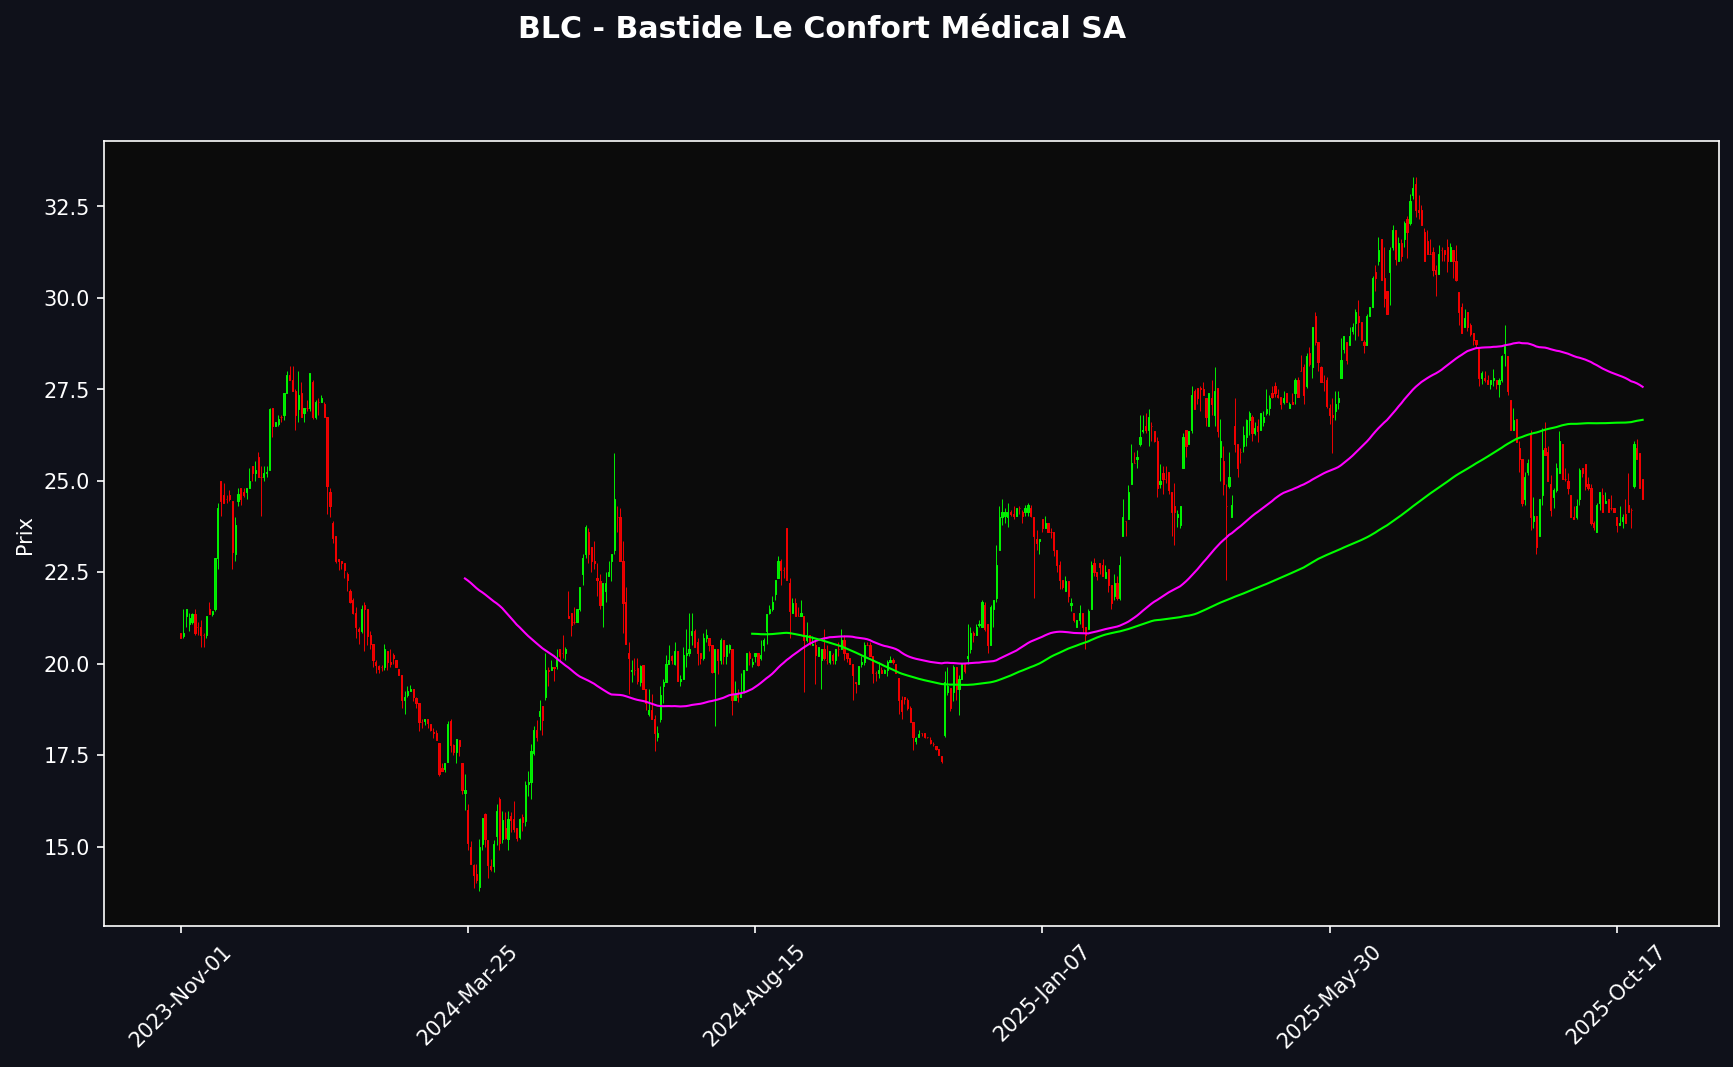 BLC - Bastide Le Confort Médical SA
Prix
32.5
30.0
27.5
25.0
22.5
20.0
17.5
15.0
2023-Nov-01
2024-Mar-25
2024-Aug-15
2025-Jan-07
2025-May-30
2025-Oct-17